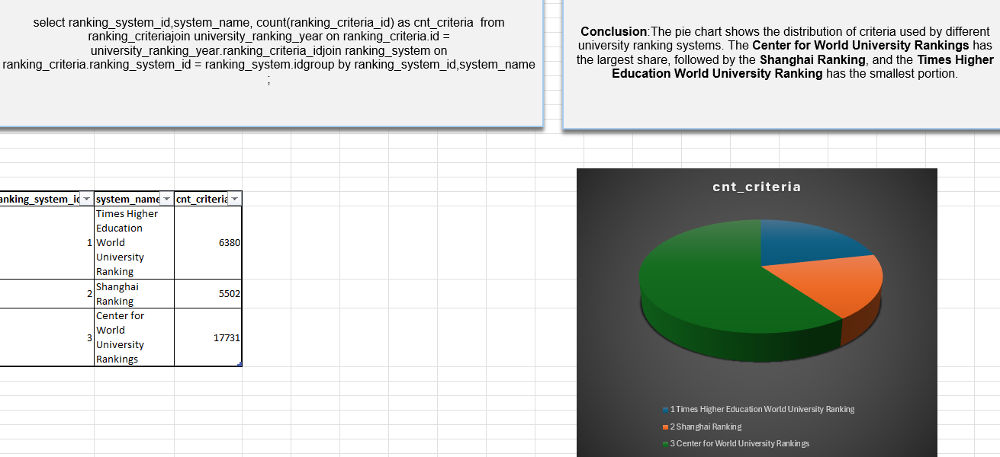 select ranking_system_id,system_name, count(ranking_criteria_id) as cnt_criteria  from
ranking_criteriajoin university_ranking_year on ranking_criteria.id =
university_ranking_year.ranking_criteria_idjoin ranking_system on
ranking_criteria.ranking_system_id = ranking_system.idgroup by ranking_system_id,system_name
;
Conclusion:The pie chart shows the distribution of criteria used by different
university ranking systems. The Center for World University Rankings has
the largest share, followed by the Shanghai Ranking, and the Times Higher
Education World University Ranking has the smallest portion.
anking_system_id system_name cnt_criteria
1 Times Higher
Education
World
University
Ranking
6380
2 Shanghai
Ranking
5502
3 Center for
World
University
Rankings
17731
cnt_criteria
1 Times Higher Education World University Ranking
2 Shanghai Ranking
3 Center for World University Rankings